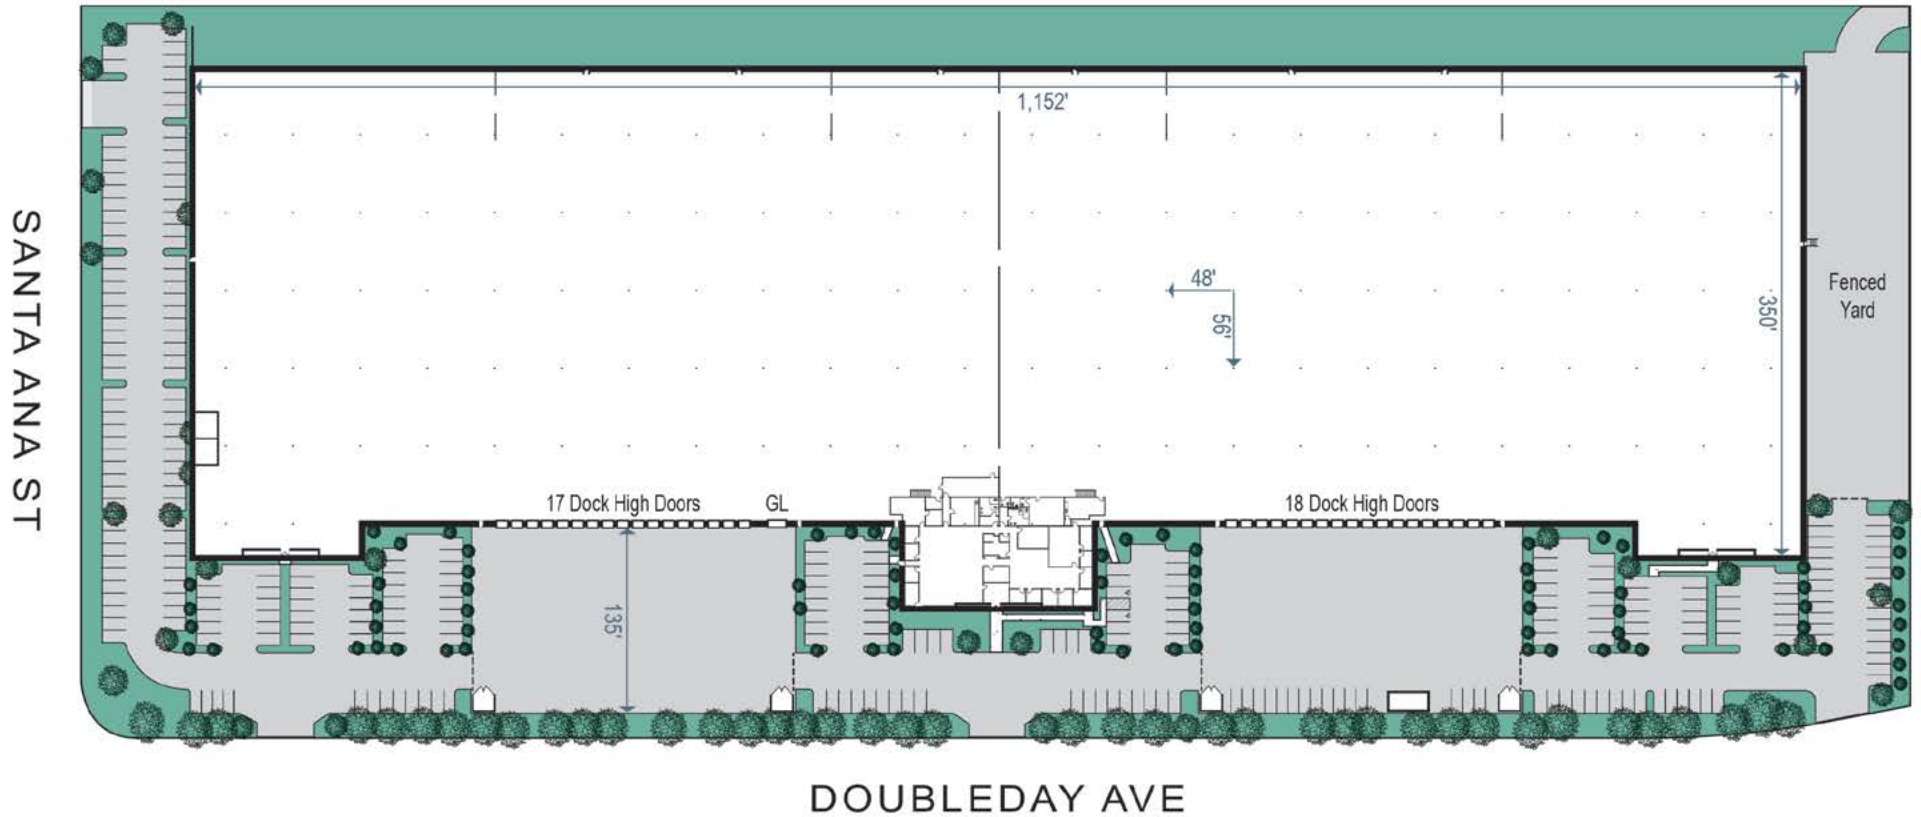 1,152'
SANTA ANA ST
48'
56'
350'
Fenced
Yard
17 Dock High Doors
GL
18 Dock High Doors
135'
DOUBLEDAY AVE